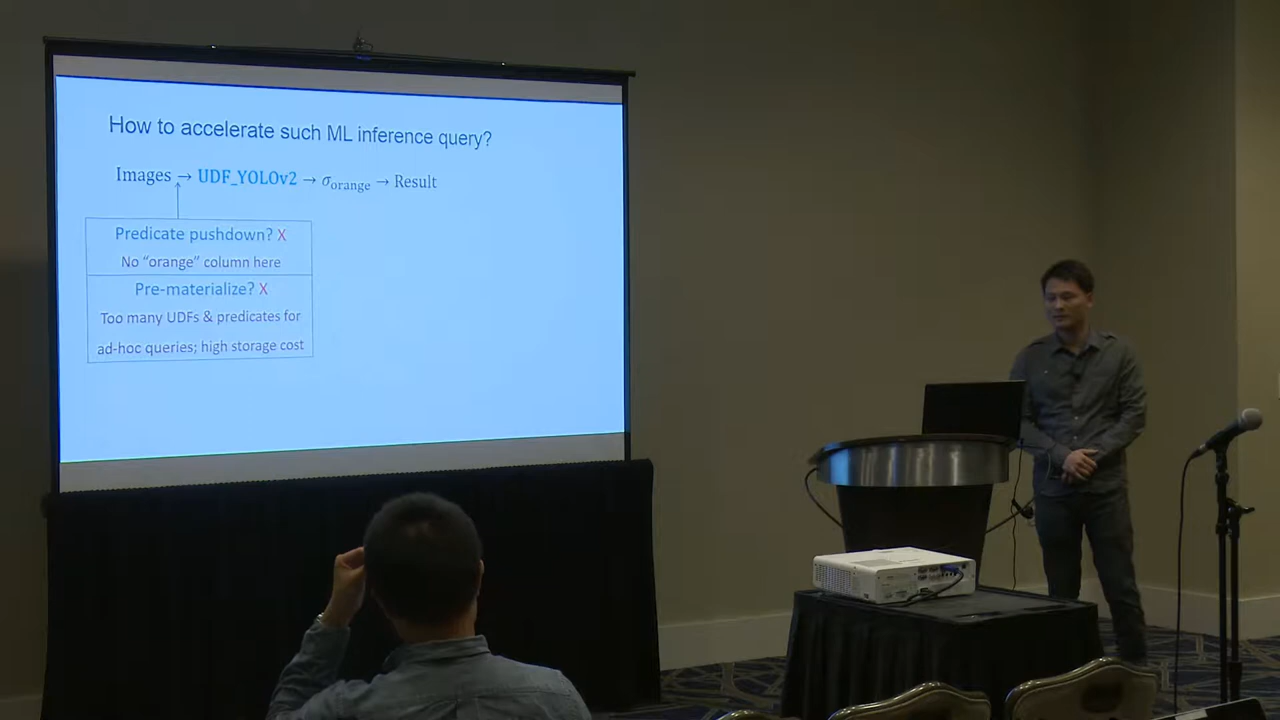 How to accelerate such ML inference query?
Images → UDF_YOLOv2 → σorange → Result
Predicate pushdown? X
No “orange” column here
Pre-materialize? X
Too many UDFs & predicates for
ad-hoc queries; high storage cost